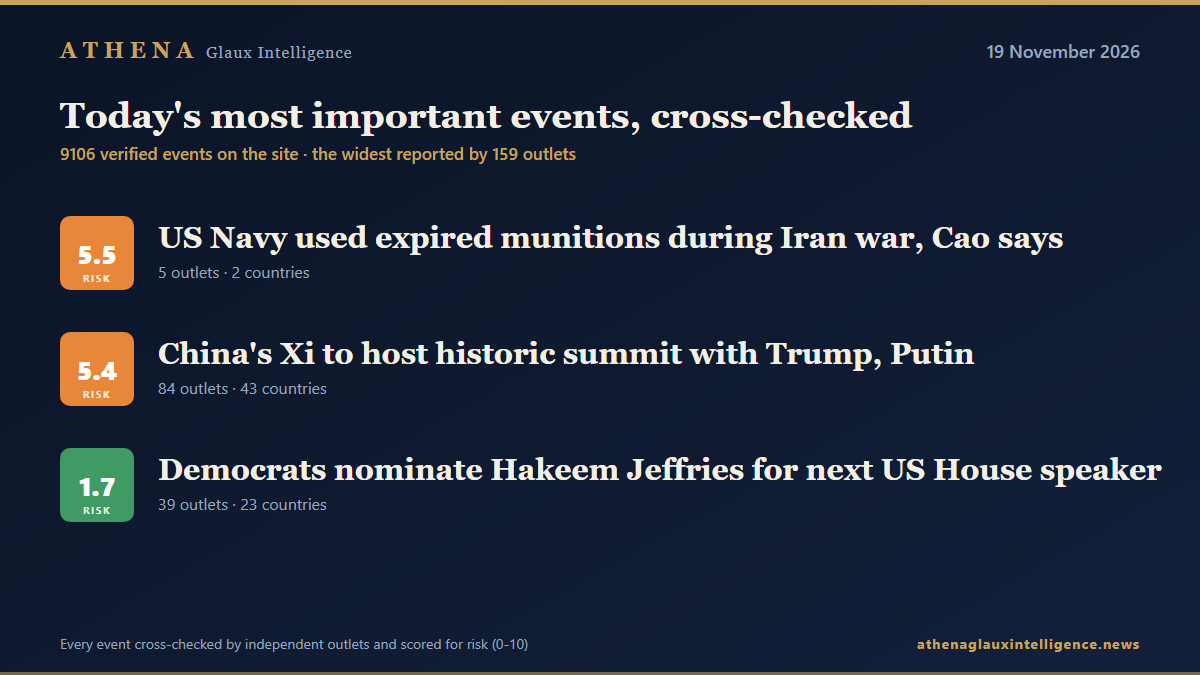 ATHENA Glaux Intelligence
19 November 2026
Today's most important events, cross-checked
9106 verified events on the site · the widest reported by 159 outlets
5.5
RISK
US Navy used expired munitions during Iran war, Cao says
5 outlets · 2 countries
5.4
RISK
China's Xi to host historic summit with Trump, Putin
84 outlets · 43 countries
1.7
RISK
Democrats nominate Hakeem Jeffries for next US House speaker
39 outlets · 23 countries
Every event cross-checked by independent outlets and scored for risk (0-10)
athenaglauxintelligence.news